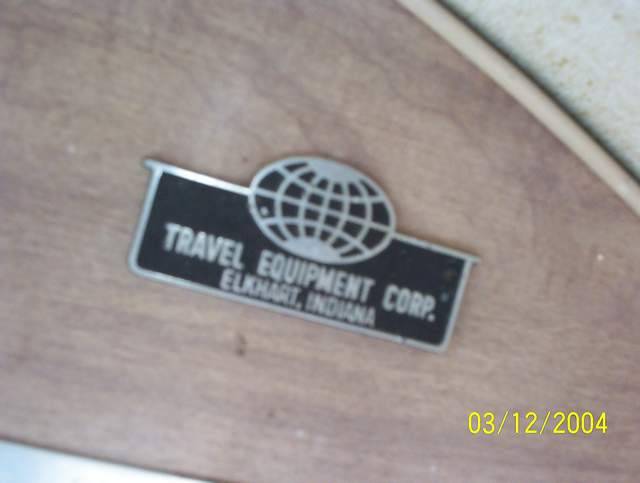 TRAVEL EQUIPMENT CORP.
ELKHART, INDIANA
03/12/2004